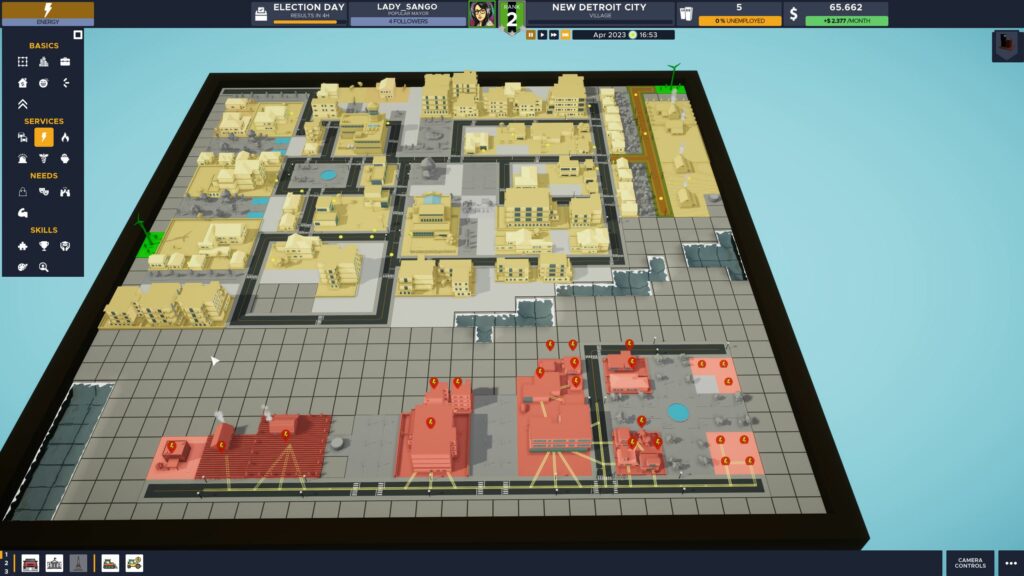 ENERGY
ELECTION DAY
RESULTS IN 4H
LADY_SANGO
POPULAR MAYOR
4 FOLLOWERS
RANK
2
NEW DETROIT CITY
VILLAGE
5
0% UNEMPLOYED
$
65.662
+$ 2.377 /MONTH
Apr 2023
16:53
BASICS
SERVICES
NEEDS
SKILLS
1
2
3
CAMERA
CONTROLS